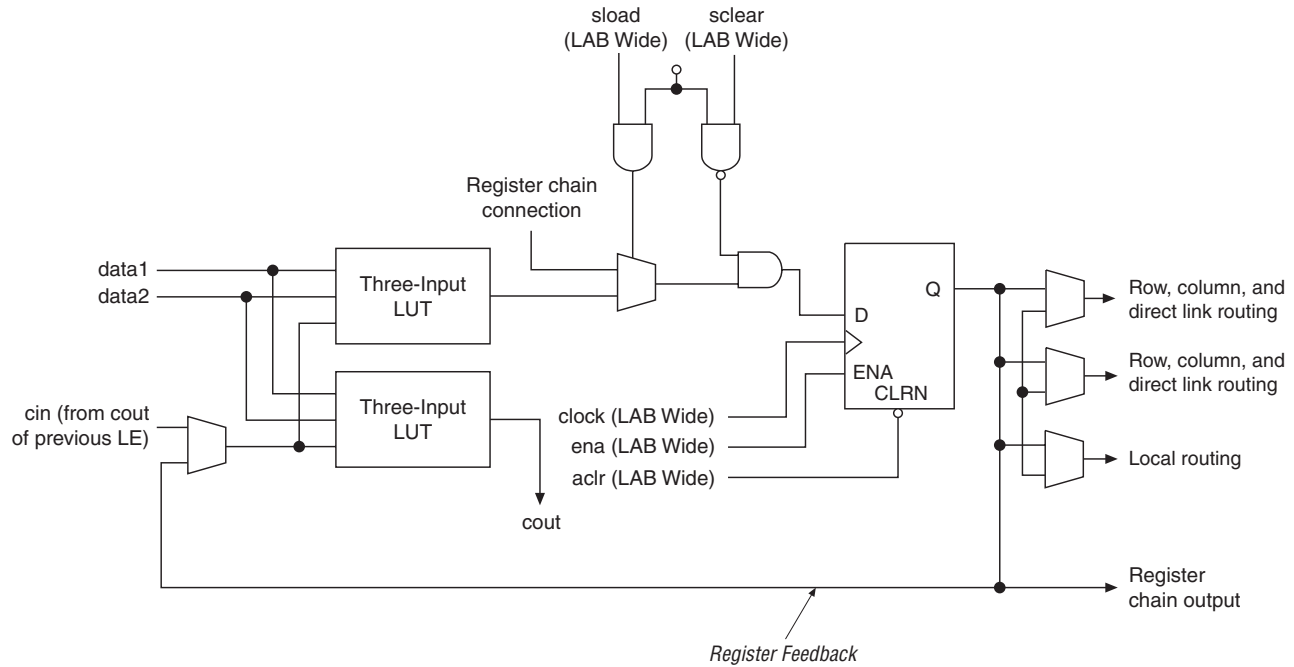 sload
(LAB Wide)
sclear
(LAB Wide)
Register chain
connection
data1
data2
Three-Input
LUT
cin (from cout
of previous LE)
Three-Input
LUT
cout
clock (LAB Wide)
ena (LAB Wide)
aclr (LAB Wide)
Q
D
ENA
CLRN
Row, column, and
direct link routing
Row, column, and
direct link routing
Local routing
Register
chain output
Register Feedback